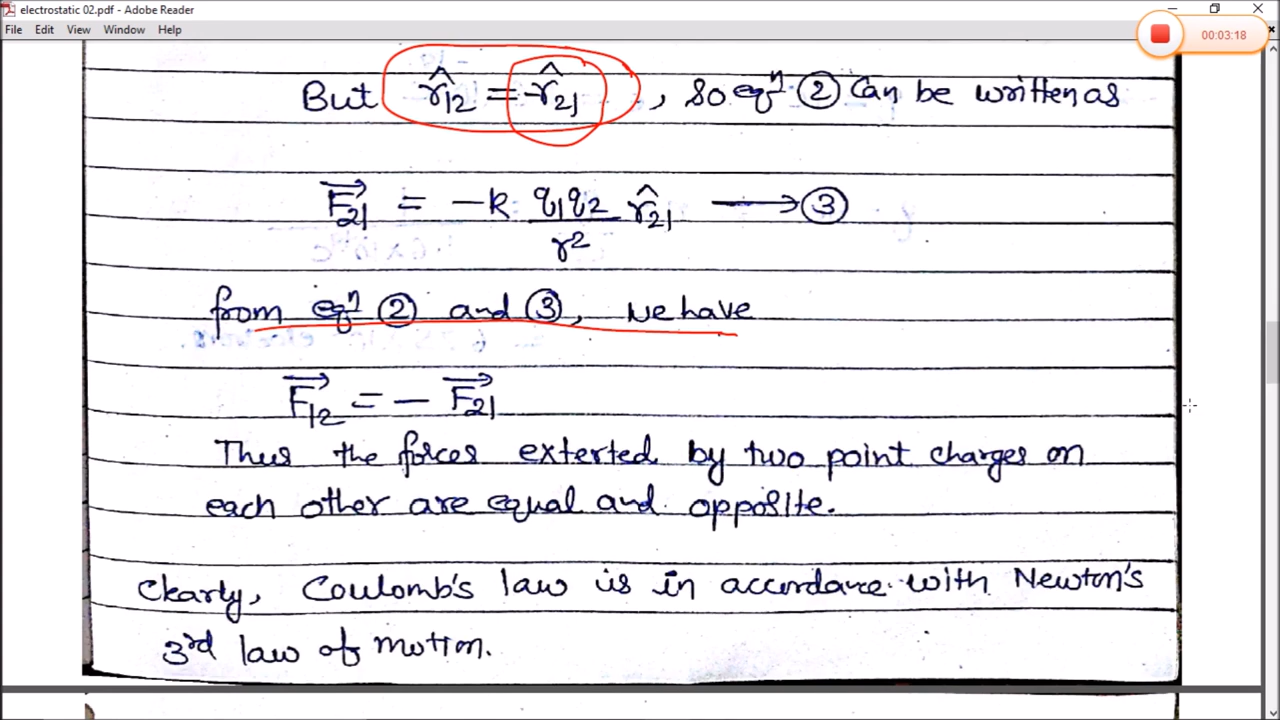 electrostatic 02.pdf - Adobe Reader
File Edit View Window Help
00:03:18
But r̂12 = -r̂21 , So eqⁿ ② Can be written as
F⃗21 = -k q1q2/r² r̂21 → ③
from eqⁿ ② and ③, we have
F⃗12 = - F⃗21
Thus the forces exterted by two point charges on
each other are equal and opposite.
Clearly, Coulomb's law is in accordance with Newton's
3rd law of motion.